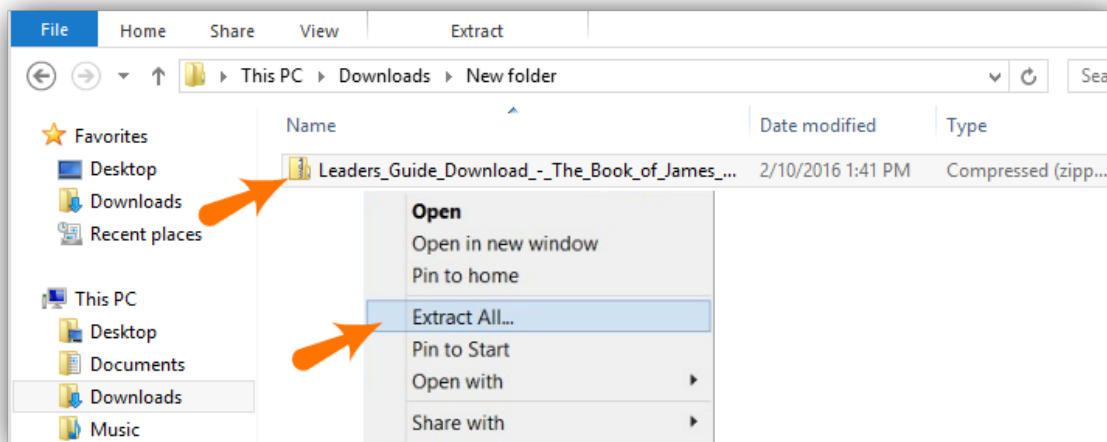 File Home Share View Extract
This PC Downloads New folder Sea
Name Date modified Type
Leaders_Guide_Download_-_The_Book_of_James_... 2/10/2016 1:41 PM Compressed (zipp...
Favorites
Desktop
Downloads
Recent places
This PC
Desktop
Documents
Downloads
Music
Open
Open in new window
Pin to home
Extract All...
Pin to Start
Open with
Share with